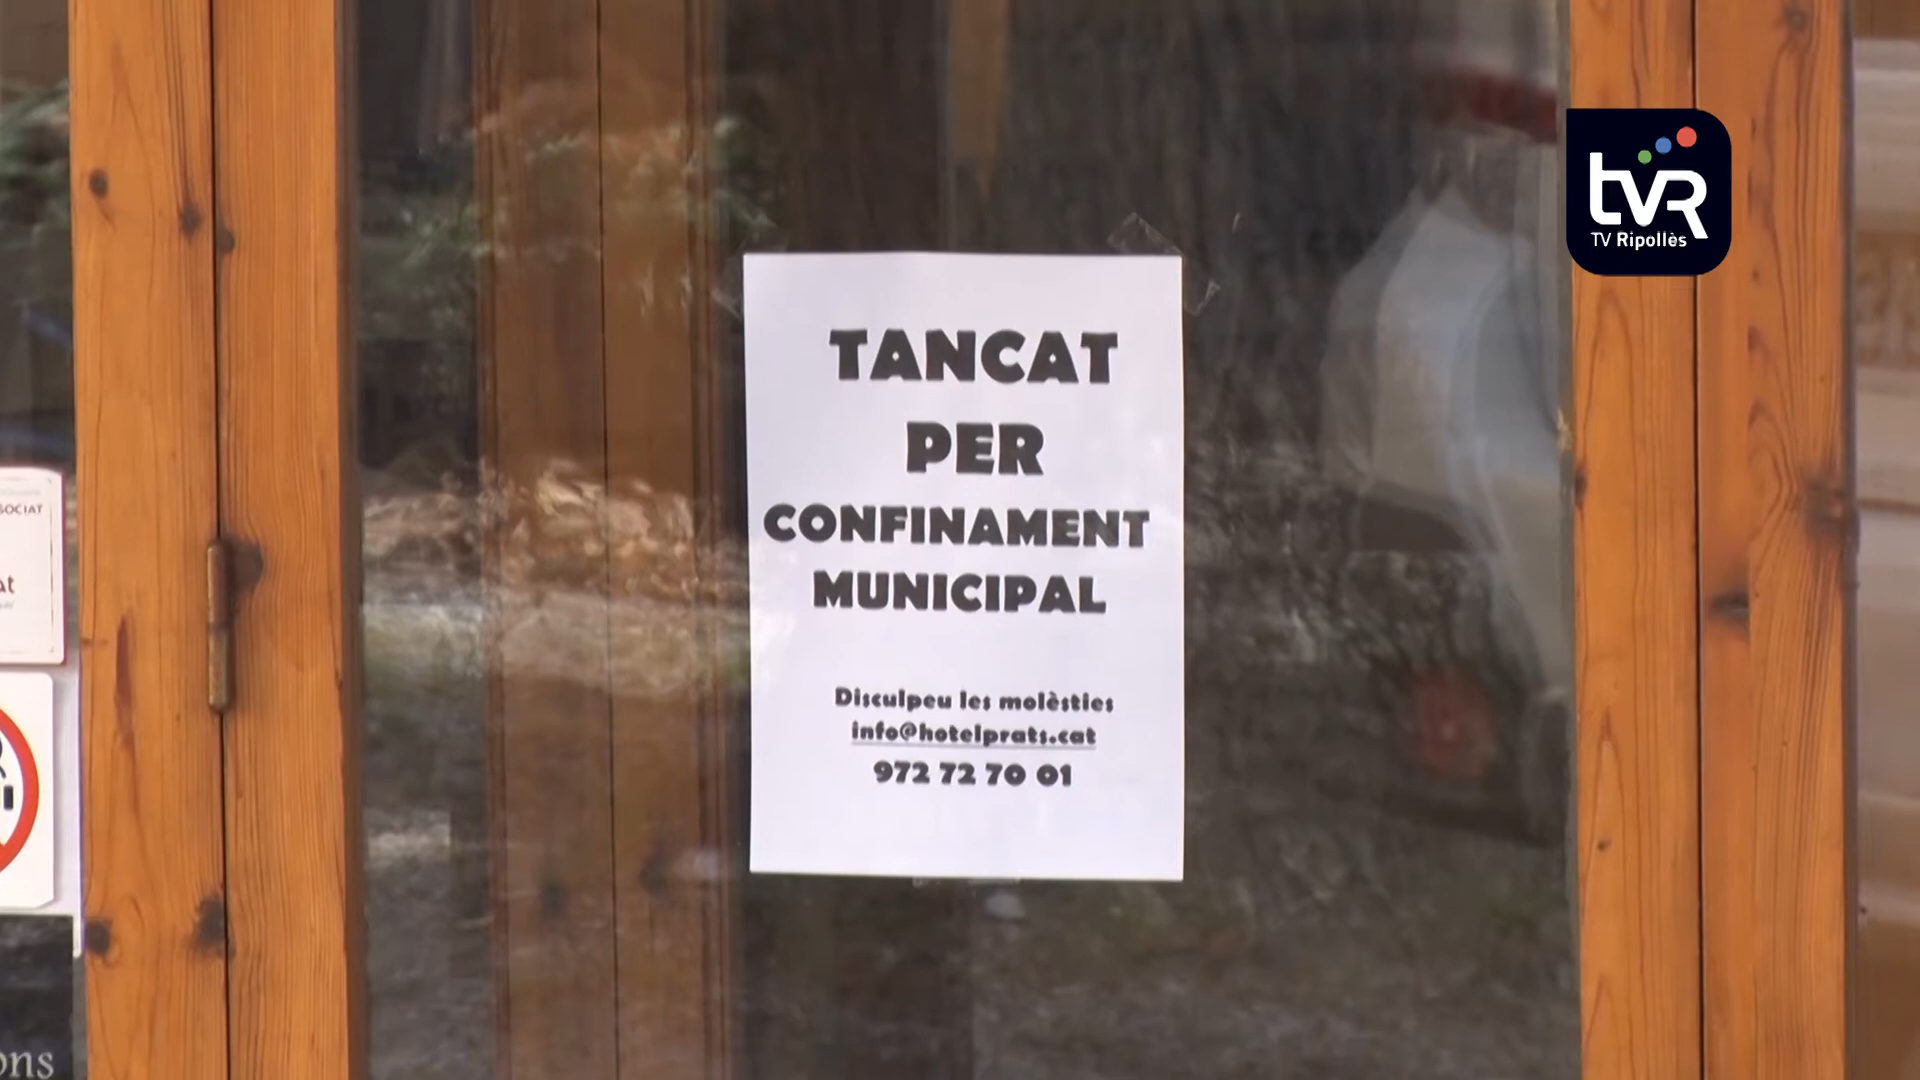 tvR
TV Ripollès
TANCAT
PER
CONFINAMENT
MUNICIPAL
Disculpeu les molèsties
info@hotelprats.cat
972 72 70 01